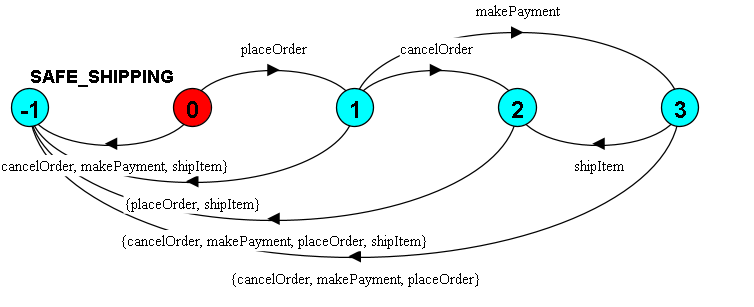 makePayment
placeOrder
cancelOrder
SAFE_SHIPPING
-1
0
1
2
3
cancelOrder, makePayment, shipItem}
shipItem
{placeOrder, shipItem}
{cancelOrder, makePayment, placeOrder, shipItem}
{cancelOrder, makePayment, placeOrder}